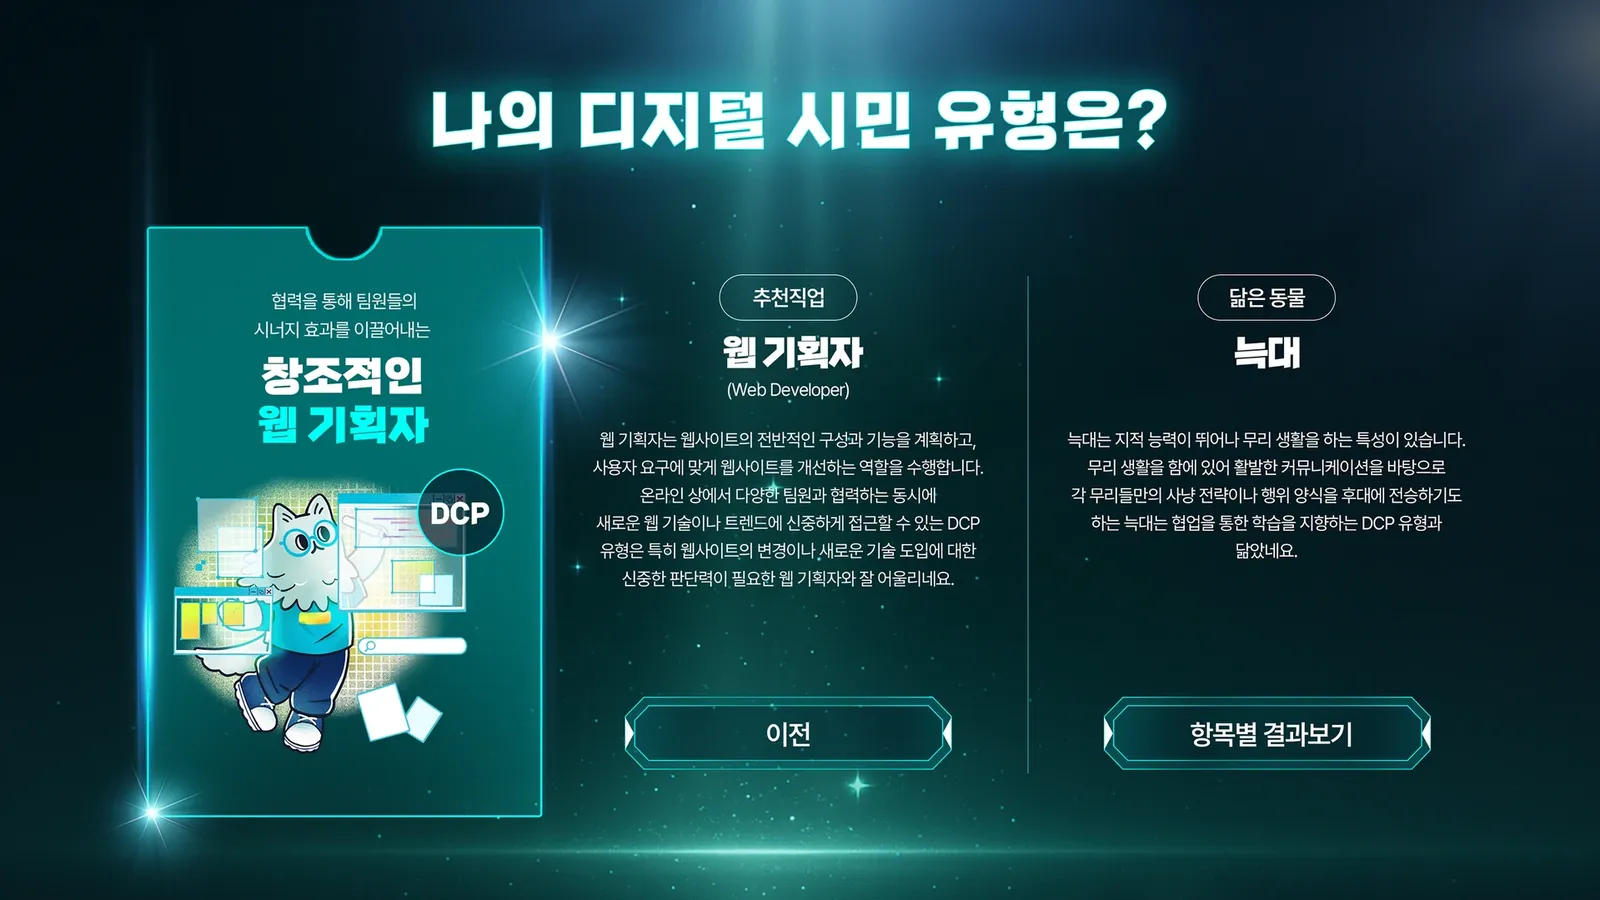 나의 디지털 시민 유형은?
협력을 통해 팀원들의
시너지 효과를 이끌어내는
창조적인
웹 기획자
DCP
추천직업
웹 기획자
(Web Developer)
웹 기획자는 웹사이트의 전반적인 구성과 기능을 계획하고,
사용자 요구에 맞게 웹사이트를 개선하는 역할을 수행합니다.
온라인 상에서 다양한 팀원과 협력하는 동시에
새로운 웹 기술이나 트렌드에 신중하게 접근할 수 있는 DCP
유형은 특히 웹사이트의 변경이나 새로운 기술 도입에 대한
신중한 판단력이 필요한 웹 기획자와 잘 어울리네요.
이전
닮은 동물
늑대
늑대는 지적 능력이 뛰어나 무리 생활을 하는 특성이 있습니다.
무리 생활을 함에 있어 활발한 커뮤니케이션을 바탕으로
각 무리들만의 사냥 전략이나 행위 양식을 후대에 전승하기도
하는 늑대는 협업을 통한 학습을 지향하는 DCP 유형과
닮았네요.
항목별 결과보기